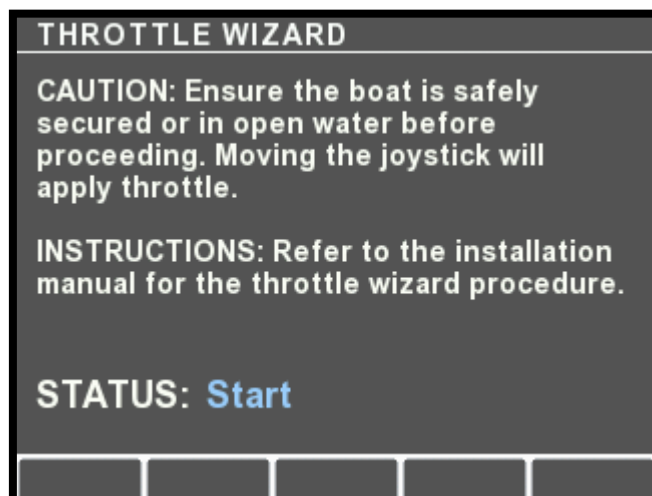 THROTTLE WIZARD
CAUTION: Ensure the boat is safely
secured or in open water before
proceeding. Moving the joystick will
apply throttle.
INSTRUCTIONS: Refer to the installation
manual for the throttle wizard procedure.
STATUS: Start